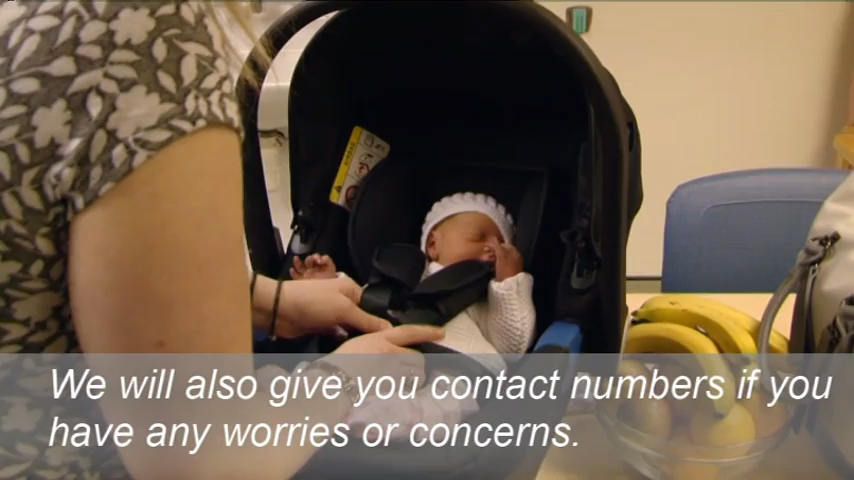 We will also give you contact numbers if you
have any worries or concerns.